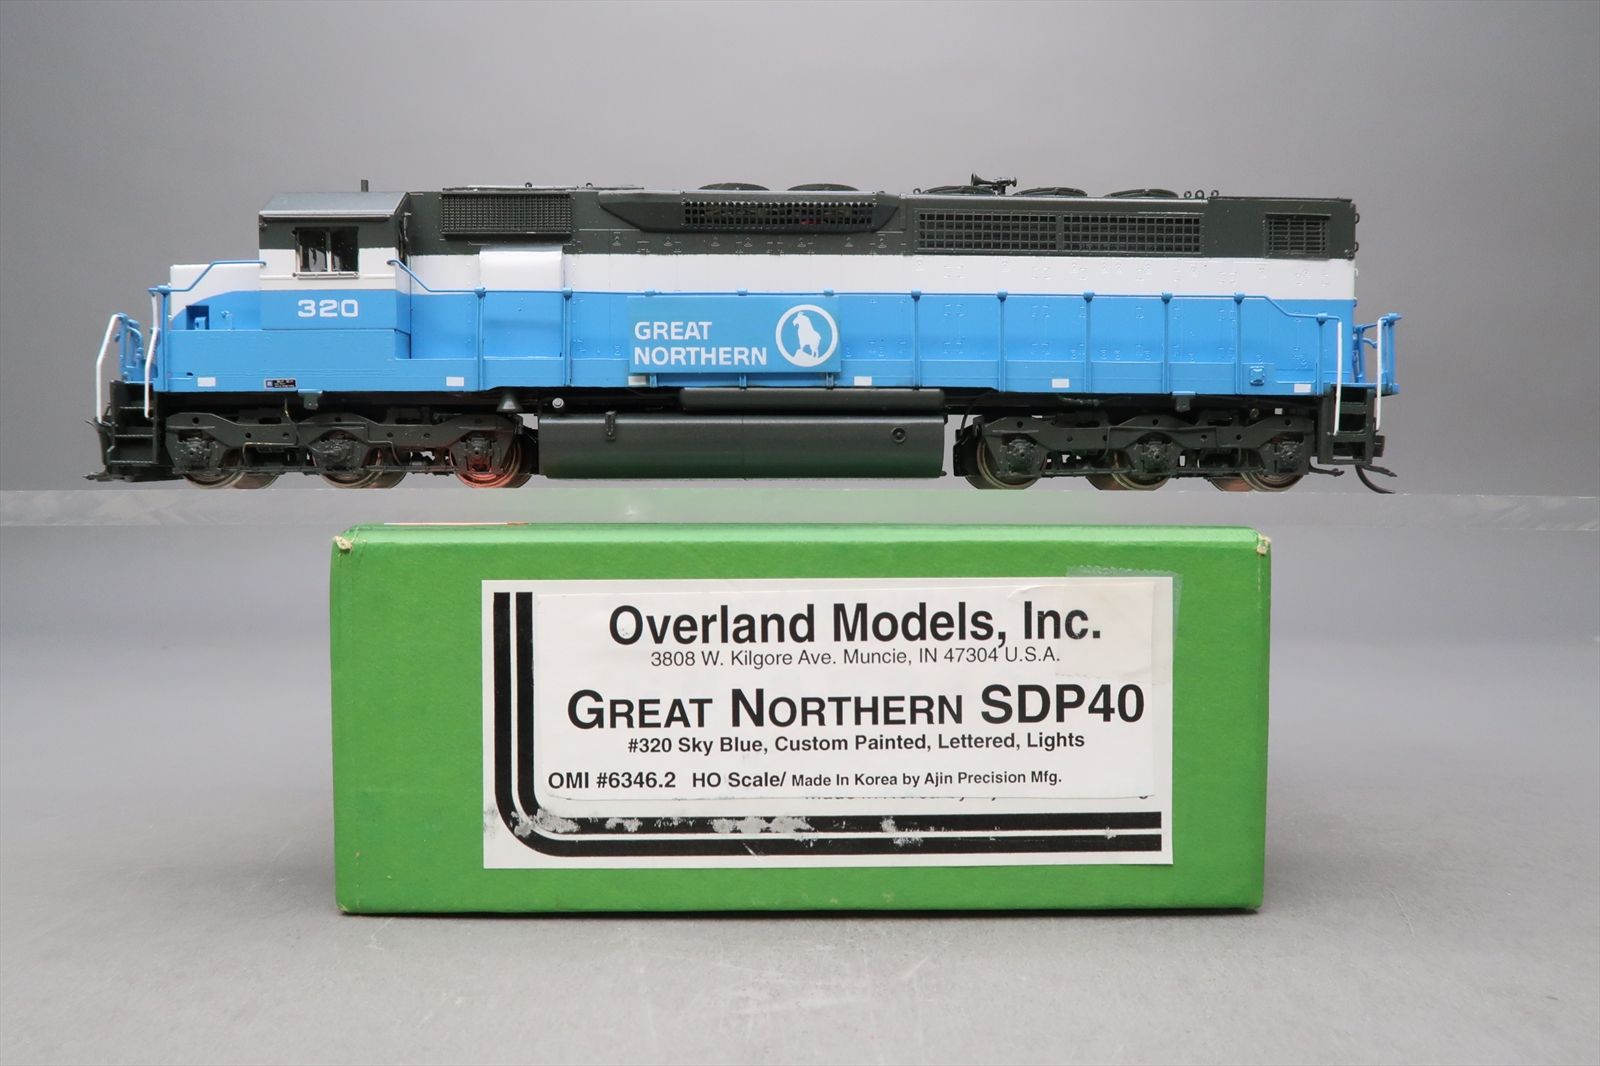 320
GREAT
NORTHERN
Overland Models, Inc.
3808 W. Kilgore Ave. Muncie, IN 47304 U.S.A.
GREAT NORTHERN SDP40
#320 Sky Blue, Custom Painted, Lettered, Lights
OMI #6346.2 HO Scale/ Made In Korea by Ajin Precision Mfg.